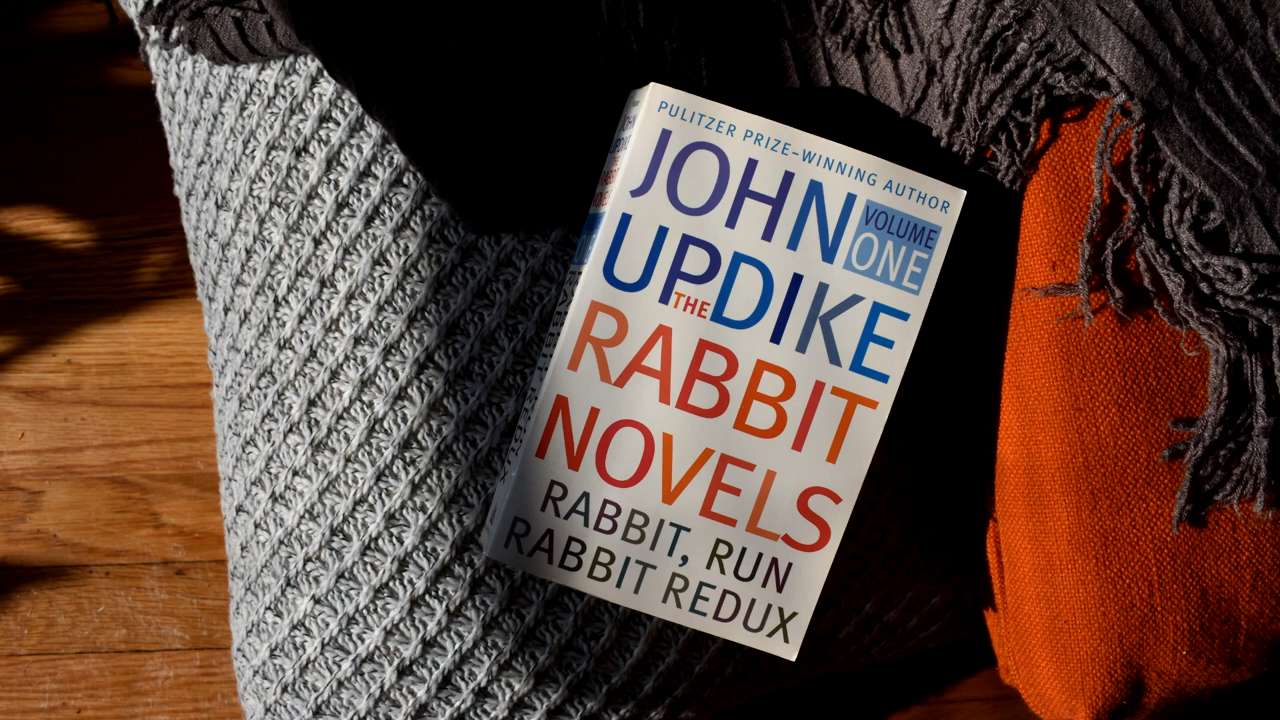 PULITZER PRIZE-WINNING AUTHOR
JOHN
VOLUME
ONE
UPDIKE
THE
RABBIT
NOVELS
RABBIT, RUN
RABBIT REDUX